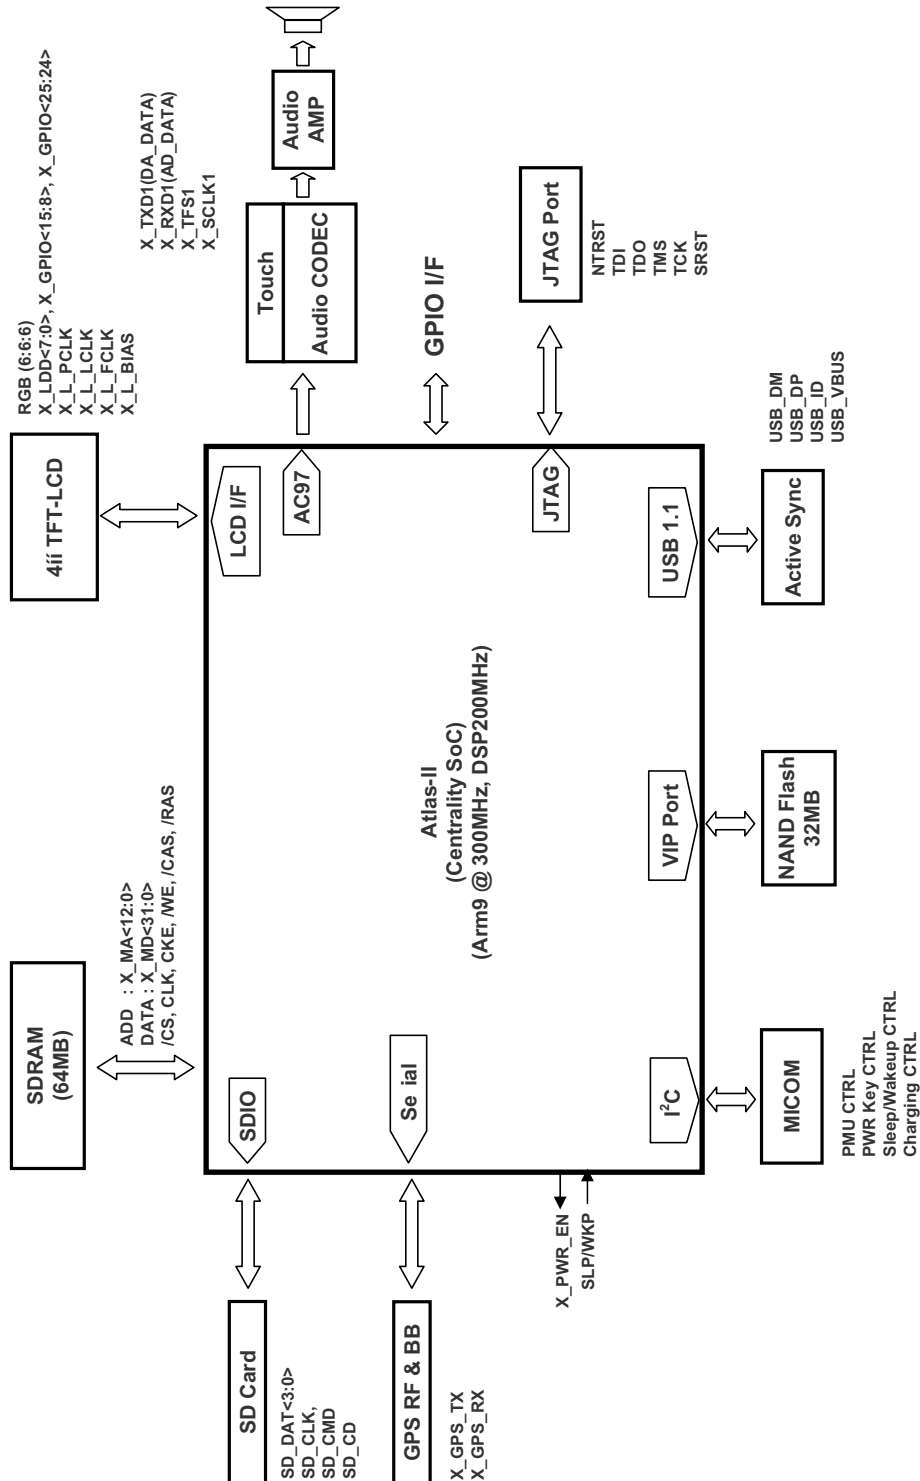 SDRAM
(64MB)
ADD : X_MA<12:0>
DATA : X_MD<31:0>
/CS, CLK, CKE, /WE, /CAS, /RAS
4íí TFT-LCD
RGB (6:6:6)
X_LDD<7:0>, X_GPIO<15:8>, X_GPIO<25:24>
X_L_PCLK
X_L_LCLK
X_L_FCLK
X_L_BIAS
SD Card
SD_DAT<3:0>
SD_CLK,
SD_CMD
SD_CD
SDIO
LCD I/F
AC97
Touch
Audio CODEC
X_TXD1(DA_DATA)
X_RXD1(AD_DATA)
X_TFS1
X_SCLK1
Audio
AMP
GPS RF & BB
X_GPS_TX
X_GPS_RX
Se ial
Atlas-II
(Centrality SoC)
(Arm9 @ 300MHz, DSP200MHz)
GPIO I/F
X_PWR_EN
SLP/WKP
JTAG
JTAG Port
NTRST
TDI
TDO
TMS
TCK
SRST
I²C
VIP Port
USB 1.1
MICOM
PMU CTRL
PWR Key CTRL
Sleep/Wakeup CTRL
Charging CTRL
NAND Flash
32MB
Active Sync
USB_DM
USB_DP
USB_ID
USB_VBUS